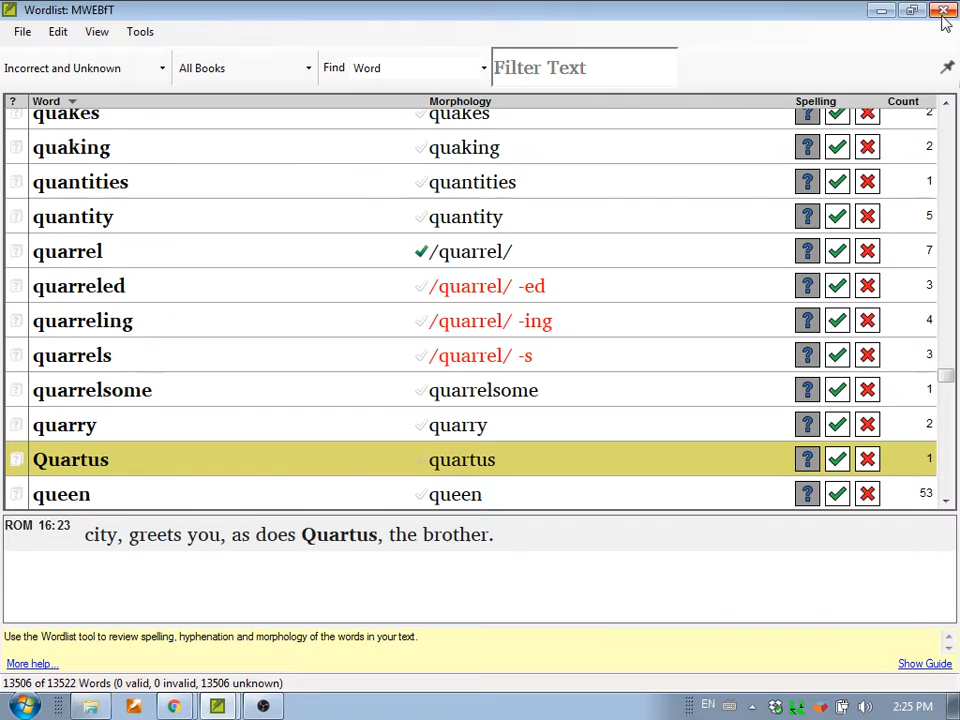 Wordlist: MWEBfT
File Edit View Tools
Incorrect and Unknown All Books Find Word Filter Text
? Word Morphology Spelling Count
quakes quakes 2
quaking quaking 2
quantities quantities 1
quantity quantity 5
quarrel /quarrel/ 7
quarreled /quarrel/ -ed 3
quarreling /quarrel/ -ing 4
quarrels /quarrel/ -s 3
quarrelsome quarrelsome 1
quarry quarry 2
Quartus quartus 1
queen queen 53
ROM 16:23 city, greets you, as does Quartus, the brother.
Use the Wordlist tool to review spelling, hyphenation and morphology of the words in your text.
More help... Show Guide
13506 of 13522 Words (0 valid, 0 invalid, 13506 unknown)
EN 2:25 PM